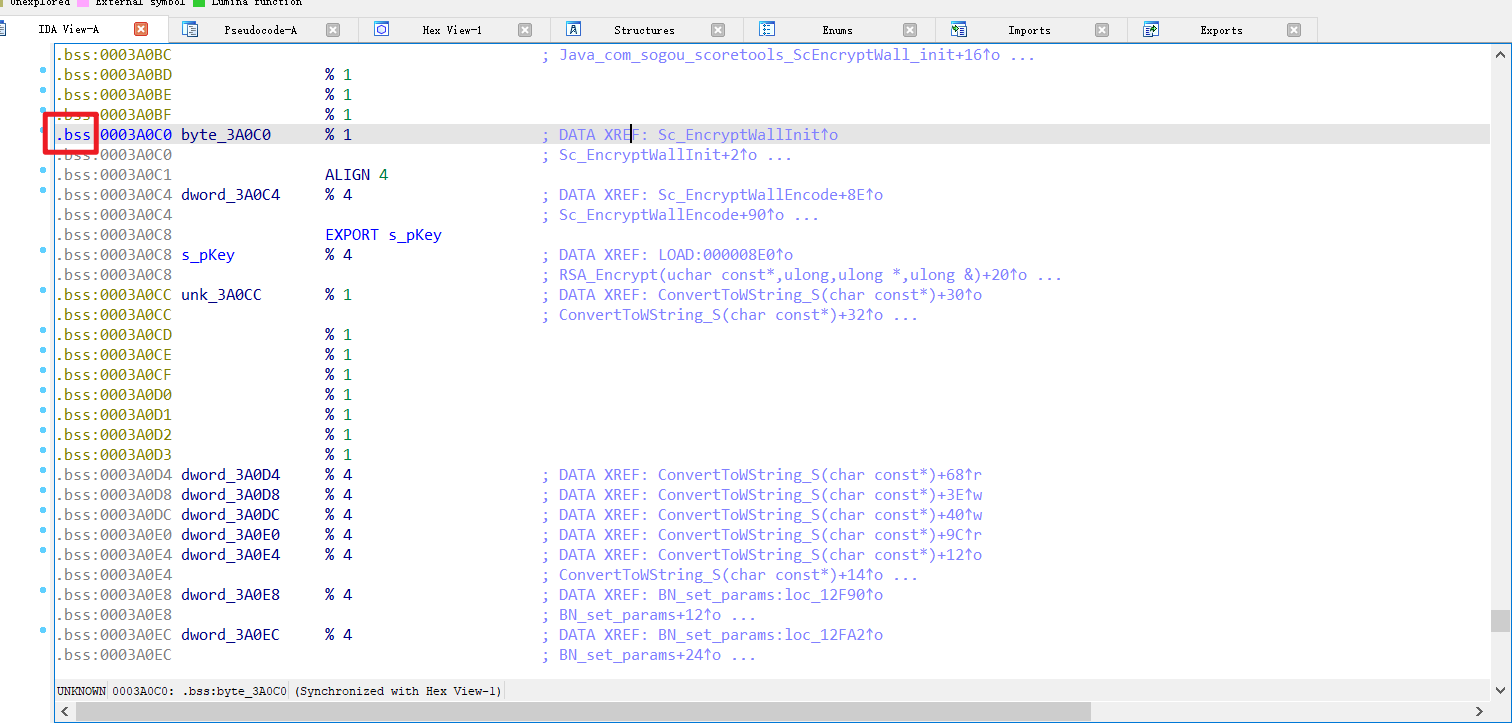 Unexplored External symbol Lumina function
IDA View-A Pseudocode-A Hex View-1 Structures Enums Imports Exports
.bss:0003A0BC ; Java_com_sogou_scoretools_ScEncryptWall_init+16↑o ...
.bss:0003A0BD % 1
.bss:0003A0BE % 1
.bss:0003A0BF % 1
.bss:0003A0C0 byte_3A0C0 % 1 ; DATA XREF: Sc_EncryptWallInit↑o
.bss:0003A0C0 ; Sc_EncryptWallInit+2↑o ...
.bss:0003A0C1 ALIGN 4
.bss:0003A0C4 dword_3A0C4 % 4 ; DATA XREF: Sc_EncryptWallEncode+8E↑o
.bss:0003A0C4 ; Sc_EncryptWallEncode+90↑o ...
.bss:0003A0C8 EXPORT s_pKey
.bss:0003A0C8 s_pKey % 4 ; DATA XREF: LOAD:000008E0↑o
.bss:0003A0C8 ; RSA_Encrypt(uchar const*,ulong,ulong *,ulong &)+20↑o ...
.bss:0003A0CC unk_3A0CC % 1 ; DATA XREF: ConvertToWString_S(char const*)+30↑o
.bss:0003A0CC ; ConvertToWString_S(char const*)+32↑o ...
.bss:0003A0CD % 1
.bss:0003A0CE % 1
.bss:0003A0CF % 1
.bss:0003A0D0 % 1
.bss:0003A0D1 % 1
.bss:0003A0D2 % 1
.bss:0003A0D3 % 1
.bss:0003A0D4 dword_3A0D4 % 4 ; DATA XREF: ConvertToWString_S(char const*)+68↑r
.bss:0003A0D8 dword_3A0D8 % 4 ; DATA XREF: ConvertToWString_S(char const*)+3E↑w
.bss:0003A0DC dword_3A0DC % 4 ; DATA XREF: ConvertToWString_S(char const*)+40↑w
.bss:0003A0E0 dword_3A0E0 % 4 ; DATA XREF: ConvertToWString_S(char const*)+9C↑r
.bss:0003A0E4 dword_3A0E4 % 4 ; DATA XREF: ConvertToWString_S(char const*)+12↑o
.bss:0003A0E4 ; ConvertToWString_S(char const*)+14↑o ...
.bss:0003A0E8 dword_3A0E8 % 4 ; DATA XREF: BN_set_params:loc_12F90↑o
.bss:0003A0E8 ; BN_set_params+12↑o ...
.bss:0003A0EC dword_3A0EC % 4 ; DATA XREF: BN_set_params:loc_12FA2↑o
.bss:0003A0EC ; BN_set_params+24↑o ...
UNKNOWN 0003A0C0: .bss:byte_3A0C0 (Synchronized with Hex View-1)